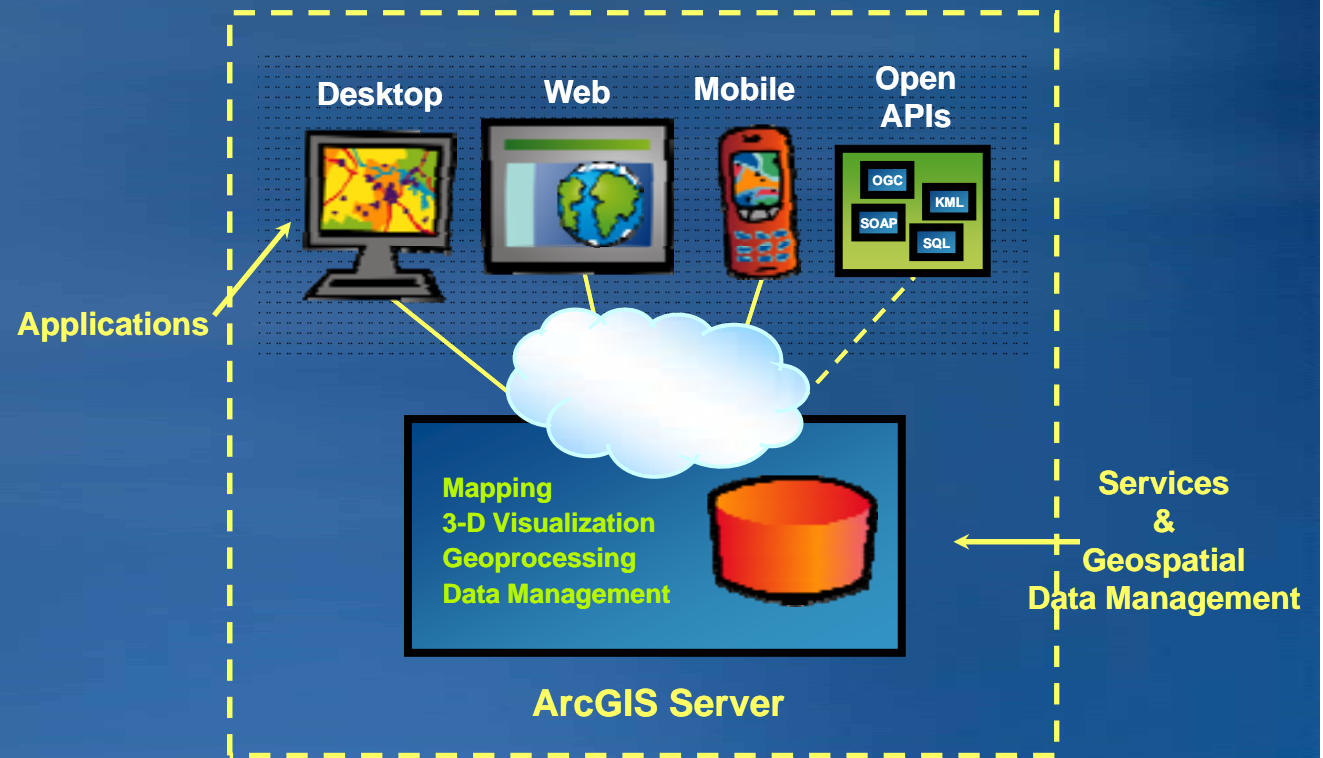 Desktop
Web
Mobile
Open
APIs
OGC
KML
SOAP
SQL
Applications
Mapping
3-D Visualization
Geoprocessing
Data Management
Services
&
Geospatial
Data Management
ArcGIS Server